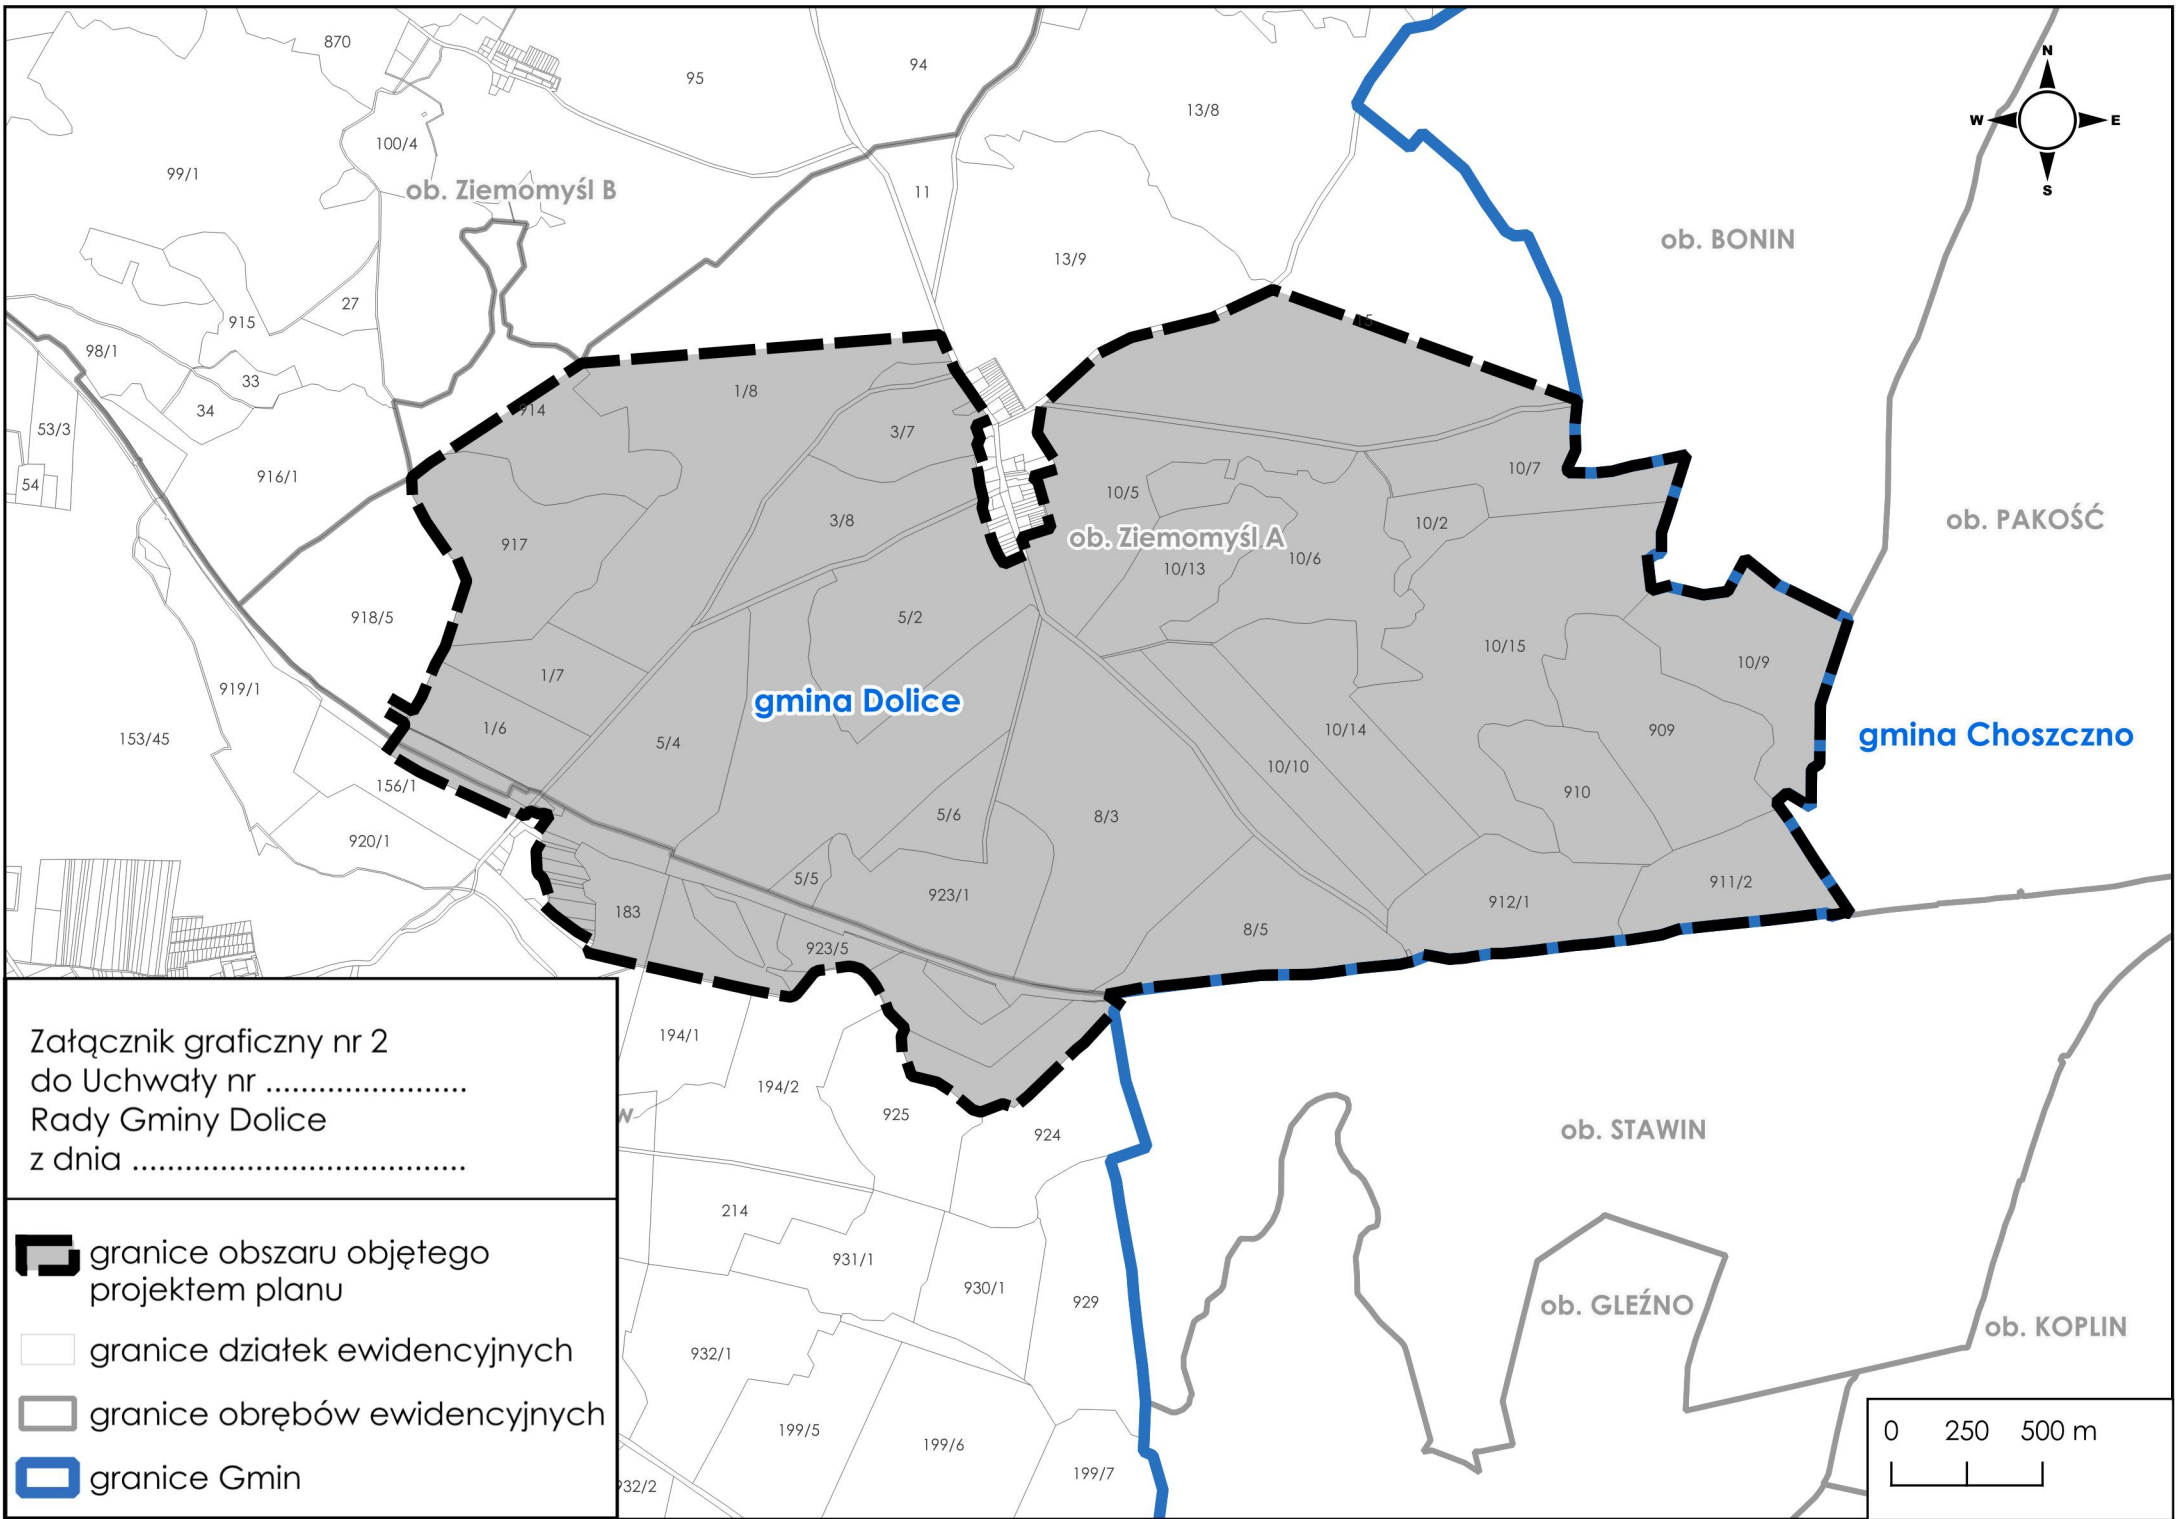 870
95
94
13/8
N
W
E
S
100/4
99/1
ob. Ziemomyśl B
11
ob. BONIN
13/9
27
915
15
98/1
33
34
1/8
914
53/3
3/7
916/1
54
10/7
10/5
3/8
10/2
ob. PAKOŚĆ
917
ob. Ziemomyśl A
10/6
10/13
918/5
5/2
10/15
10/9
1/7
919/1
gmina Dolice
1/6
153/45
5/4
10/14
909
gmina Choszczno
10/10
156/1
910
5/6
8/3
920/1
5/5
923/1
911/2
912/1
183
8/5
923/5
194/1
194/2
925
924
ob. STAWIN
W
214
931/1
930/1
929
ob. GLEŹNO
ob. KOPLIN
932/1
199/5
199/6
199/7
32/2
Załącznik graficzny nr 2
do Uchwały nr .......................
Rady Gminy Dolice
z dnia ......................................
granice obszaru objętego
projektem planu
granice działek ewidencyjnych
granice obrębów ewidencyjnych
granice Gmin
0 250 500 m